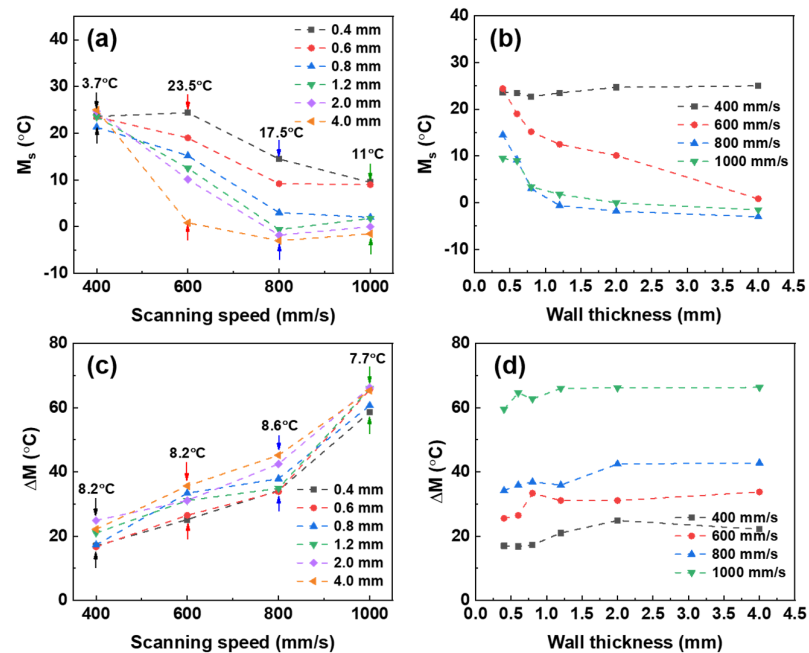 (a)
0.4 mm
0.6 mm
0.8 mm
1.2 mm
2.0 mm
4.0 mm
3.7°C
23.5°C
17.5°C
11°C
50
40
30
20
10
0
-10
Ms (°C)
400
600
800
1000
Scanning speed (mm/s)
(b)
400 mm/s
600 mm/s
800 mm/s
1000 mm/s
50
40
30
20
10
0
-10
Ms (°C)
0.0 0.5 1.0 1.5 2.0 2.5 3.0 3.5 4.0 4.5
Wall thickness (mm)
(c)
7.7°C
8.6°C
8.2°C
8.2°C
0.4 mm
0.6 mm
0.8 mm
1.2 mm
2.0 mm
4.0 mm
80
60
40
20
0
ΔM (°C)
400
600
800
1000
Scanning speed (mm/s)
(d)
400 mm/s
600 mm/s
800 mm/s
1000 mm/s
80
60
40
20
0
ΔM (°C)
0.0 0.5 1.0 1.5 2.0 2.5 3.0 3.5 4.0 4.5
Wall thickness (mm)